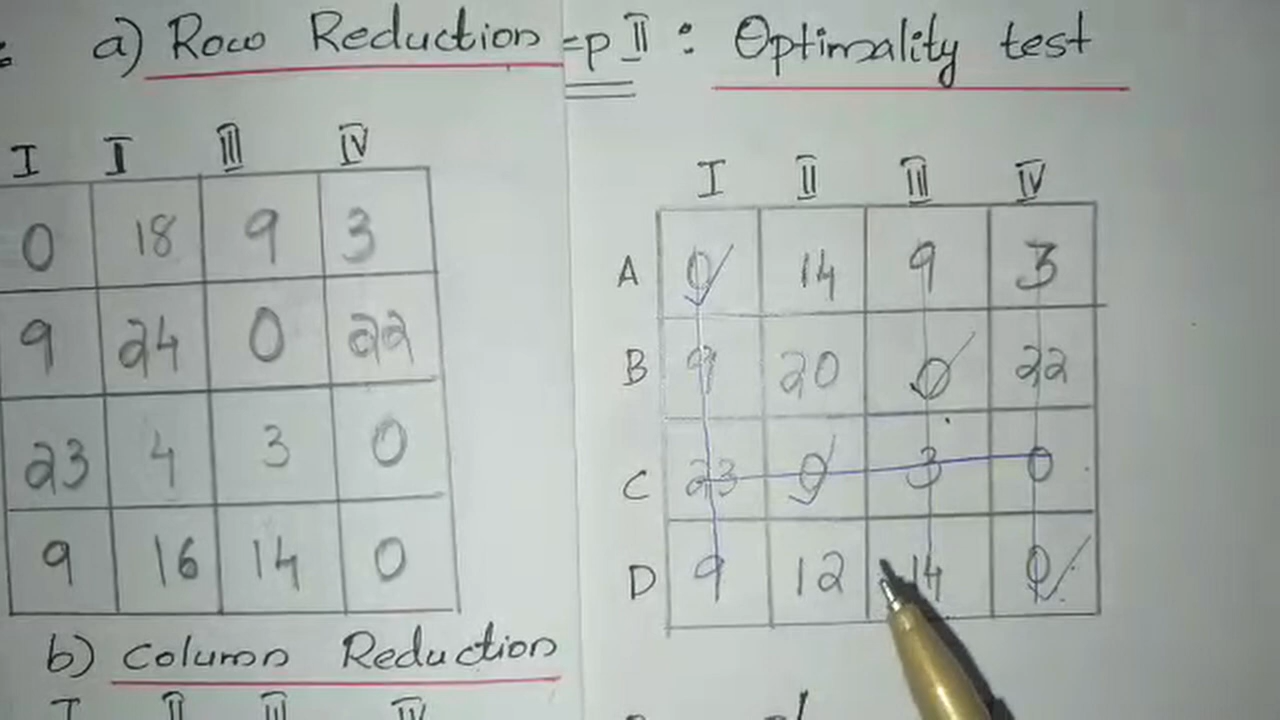 : a) Row Reduction
I I III IV
0 18 9 3
9 24 0 22
23 4 3 0
9 16 14 0
b) Column Reduction
I II III IV
=p II : Optimality test
I II III IV
A 0 14 9 3
B 9 20 0 22
C 23 0 3 0
D 9 12 14 0